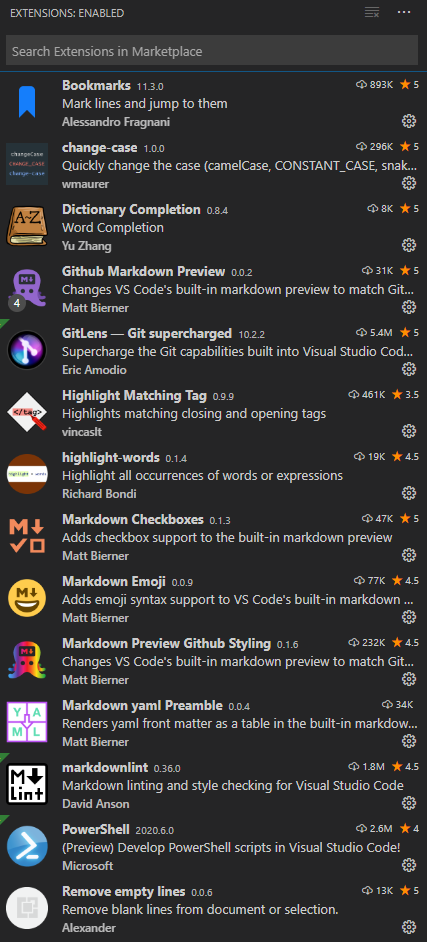 EXTENSIONS: ENABLED
Search Extensions in Marketplace
Bookmarks 11.3.0 893K 5
Mark lines and jump to them
Alessandro Fragnani
changeCase
CHANGE_CASE
change-case
change-case 1.0.0 296K 5
Quickly change the case (camelCase, CONSTANT_CASE, snak...
wmaurer
A-Z
Dictionary Completion 0.8.4 8K 5
Word Completion
Yu Zhang
M
4
Github Markdown Preview 0.0.2 31K 5
Changes VS Code's built-in markdown preview to match Git...
Matt Bierner
GitLens — Git supercharged 10.2.2 5.4M 5
Supercharge the Git capabilities built into Visual Studio Cod...
Eric Amodio
</tag>
Highlight Matching Tag 0.9.9 461K 3.5
Highlights matching closing and opening tags
vincaslt
highlight-words 0.1.4 19K 4.5
Highlight all occurrences of words or expressions
Richard Bondi
M
Markdown Checkboxes 0.1.3 47K 5
Adds checkbox support to the built-in markdown preview
Matt Bierner
M
Markdown Emoji 0.0.9 77K 4.5
Adds emoji syntax support to VS Code's built-in markdown ...
Matt Bierner
M
Markdown Preview Github Styling 0.1.6 232K 4.5
Changes VS Code's built-in markdown preview to match Git...
Matt Bierner
YA
ML
Markdown yaml Preamble 0.0.4 34K
Renders yaml front matter as a table in the built-in markdow...
Matt Bierner
M
Lint
markdownlint 0.36.0 1.8M 4.5
Markdown linting and style checking for Visual Studio Code
David Anson
PowerShell 2020.6.0 2.6M 4
(Preview) Develop PowerShell scripts in Visual Studio Code!
Microsoft
Remove empty lines 0.0.6 13K 5
Remove blank lines from document or selection.
Alexander